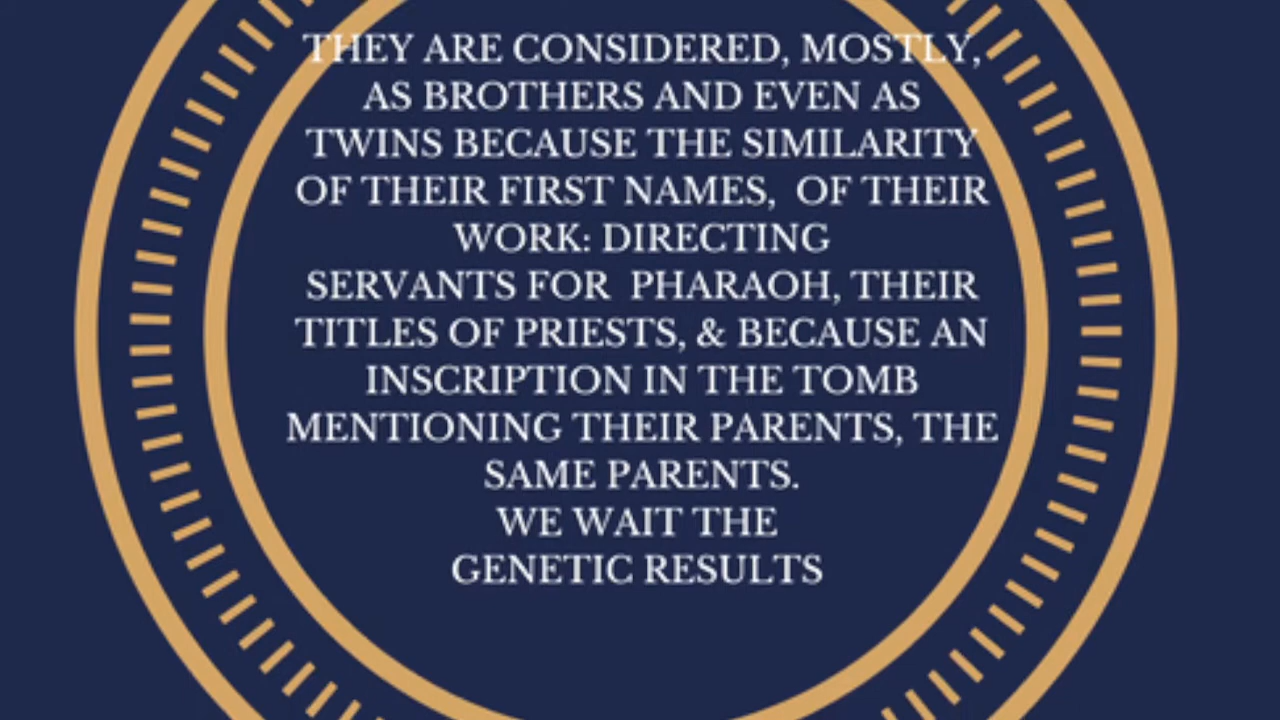 THEY ARE CONSIDERED, MOSTLY,
AS BROTHERS AND EVEN AS
TWINS BECAUSE THE SIMILARITY
OF THEIR FIRST NAMES,  OF THEIR
WORK: DIRECTING
SERVANTS FOR  PHARAOH, THEIR
TITLES OF PRIESTS, & BECAUSE AN
INSCRIPTION IN THE TOMB
MENTIONING THEIR PARENTS, THE
SAME PARENTS.
WE WAIT THE
GENETIC RESULTS